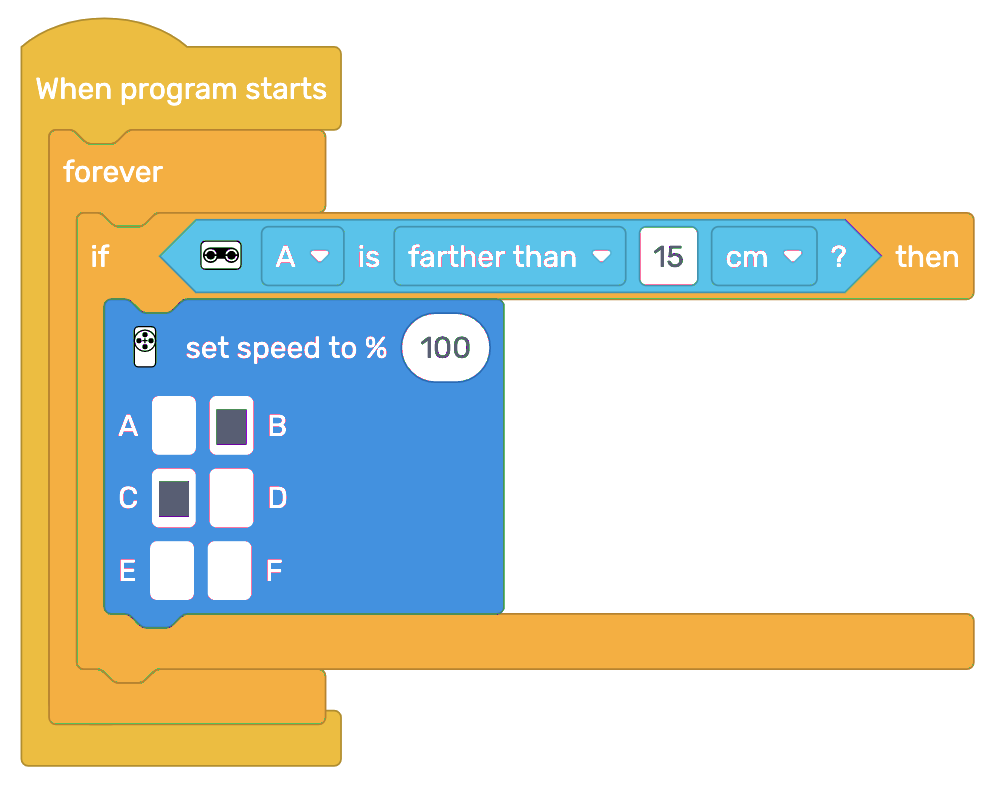 When program starts
forever
if A is farther than 15 cm ? then
set speed to % 100
A B
C D
E F